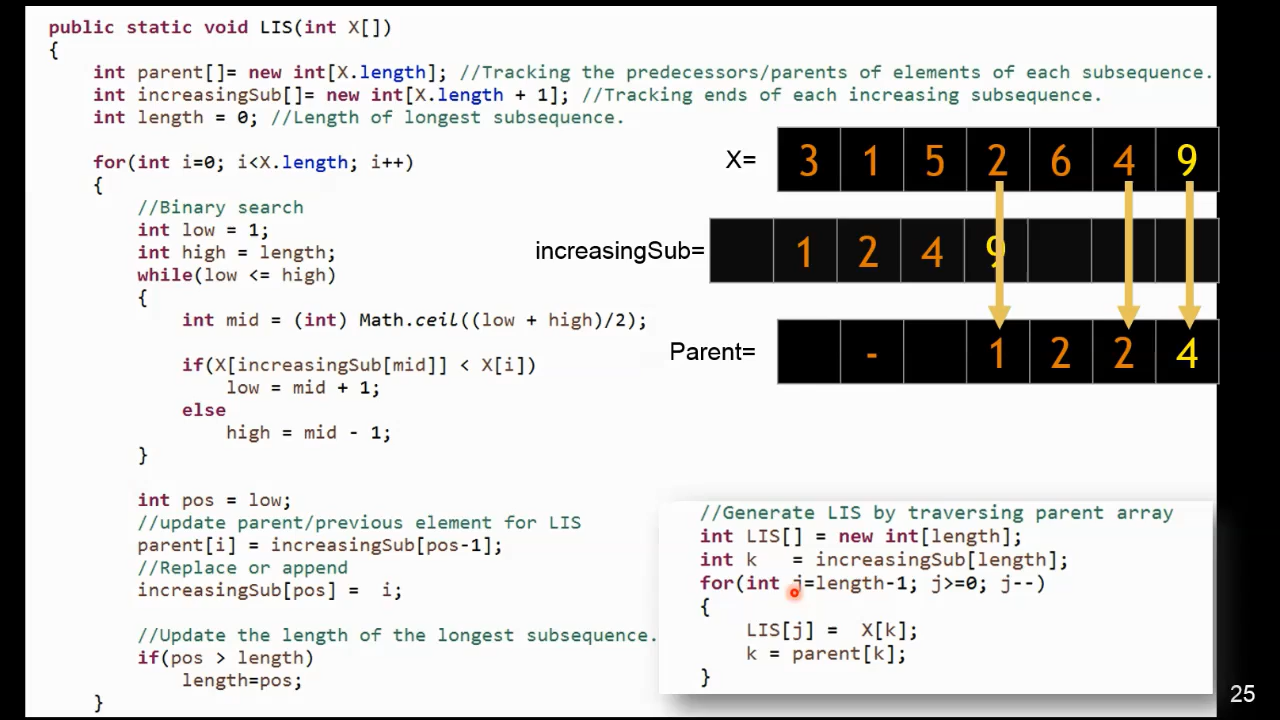 public static void LIS(int X[])
{
int parent[]= new int[X.length]; //Tracking the predecessors/parents of elements of each subsequence.
int increasingSub[]= new int[X.length + 1]; //Tracking ends of each increasing subsequence.
int length = 0; //Length of longest subsequence.
for(int i=0; i<X.length; i++)
{
//Binary search
int low = 1;
int high = length;
while(low <= high)
{
int mid = (int) Math.ceil((low + high)/2);
if(X[increasingSub[mid]] < X[i])
low = mid + 1;
else
high = mid - 1;
}
int pos = low;
//update parent/previous element for LIS
parent[i] = increasingSub[pos-1];
//Replace or append
increasingSub[pos] = i;
//Update the length of the longest subsequence.
if(pos > length)
length=pos;
}
X= 3 1 5 2 6 4 9
increasingSub= 1 2 4 9
Parent= - 1 2 2 4
//Generate LIS by traversing parent array
int LIS[] = new int[length];
int k = increasingSub[length];
for(int j=length-1; j>=0; j--)
{
LIS[j] = X[k];
k = parent[k];
}
25